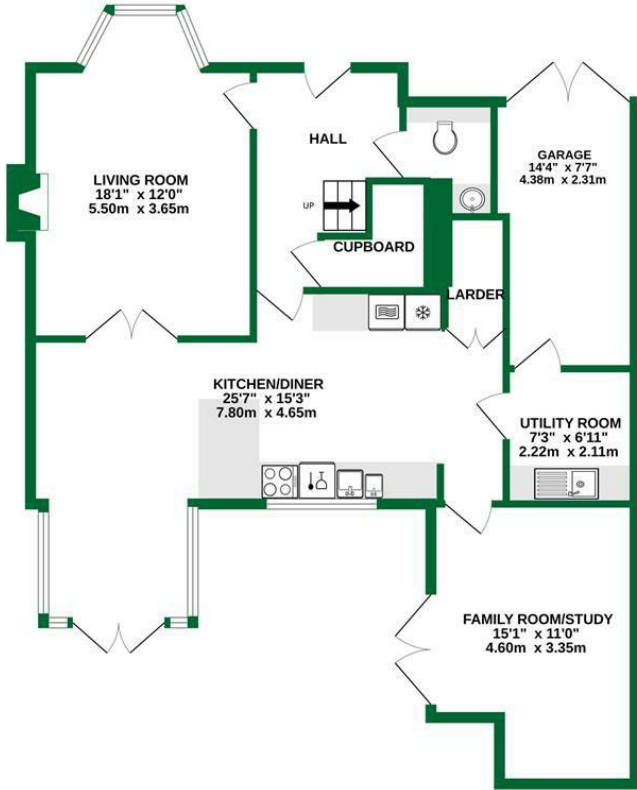 HALL
GARAGE
14'4" x 7'7"
4.38m x 2.31m
LIVING ROOM
18'1" x 12'0"
5.50m x 3.65m
UP
CUPBOARD
LARDER
KITCHEN/DINER
25'7" x 15'3"
7.80m x 4.65m
UTILITY ROOM
7'3" x 6'11"
2.22m x 2.11m
FAMILY ROOM/STUDY
15'1" x 11'0"
4.60m x 3.35m